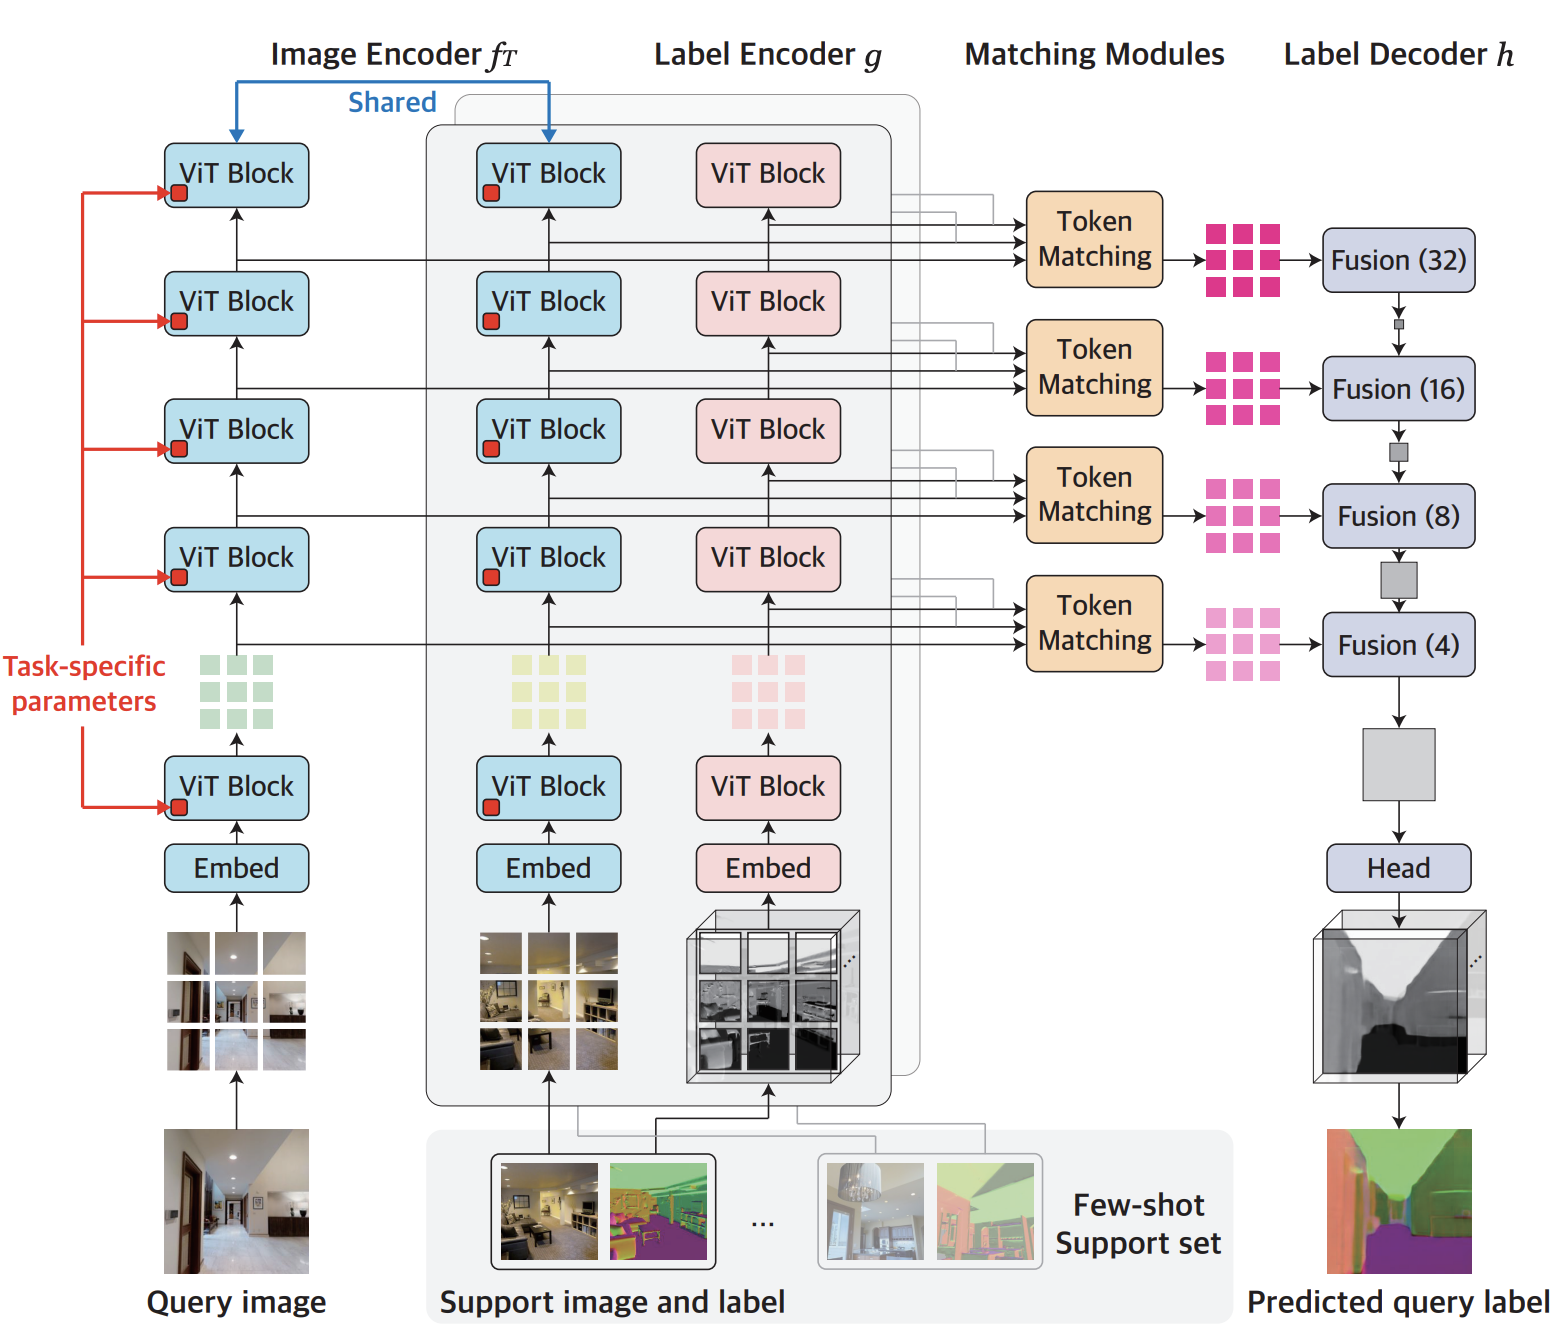 Image Encoder fT
Label Encoder g
Matching Modules
Label Decoder h
Shared
ViT Block
ViT Block
ViT Block
Token
Matching
Fusion (32)
ViT Block
ViT Block
ViT Block
Token
Matching
Fusion (16)
ViT Block
ViT Block
ViT Block
Token
Matching
Fusion (8)
ViT Block
ViT Block
ViT Block
Token
Matching
Fusion (4)
Task-specific
parameters
ViT Block
ViT Block
ViT Block
Embed
Embed
Embed
Head
...
...
...
Few-shot
Support set
Query image
Support image and label
Predicted query label